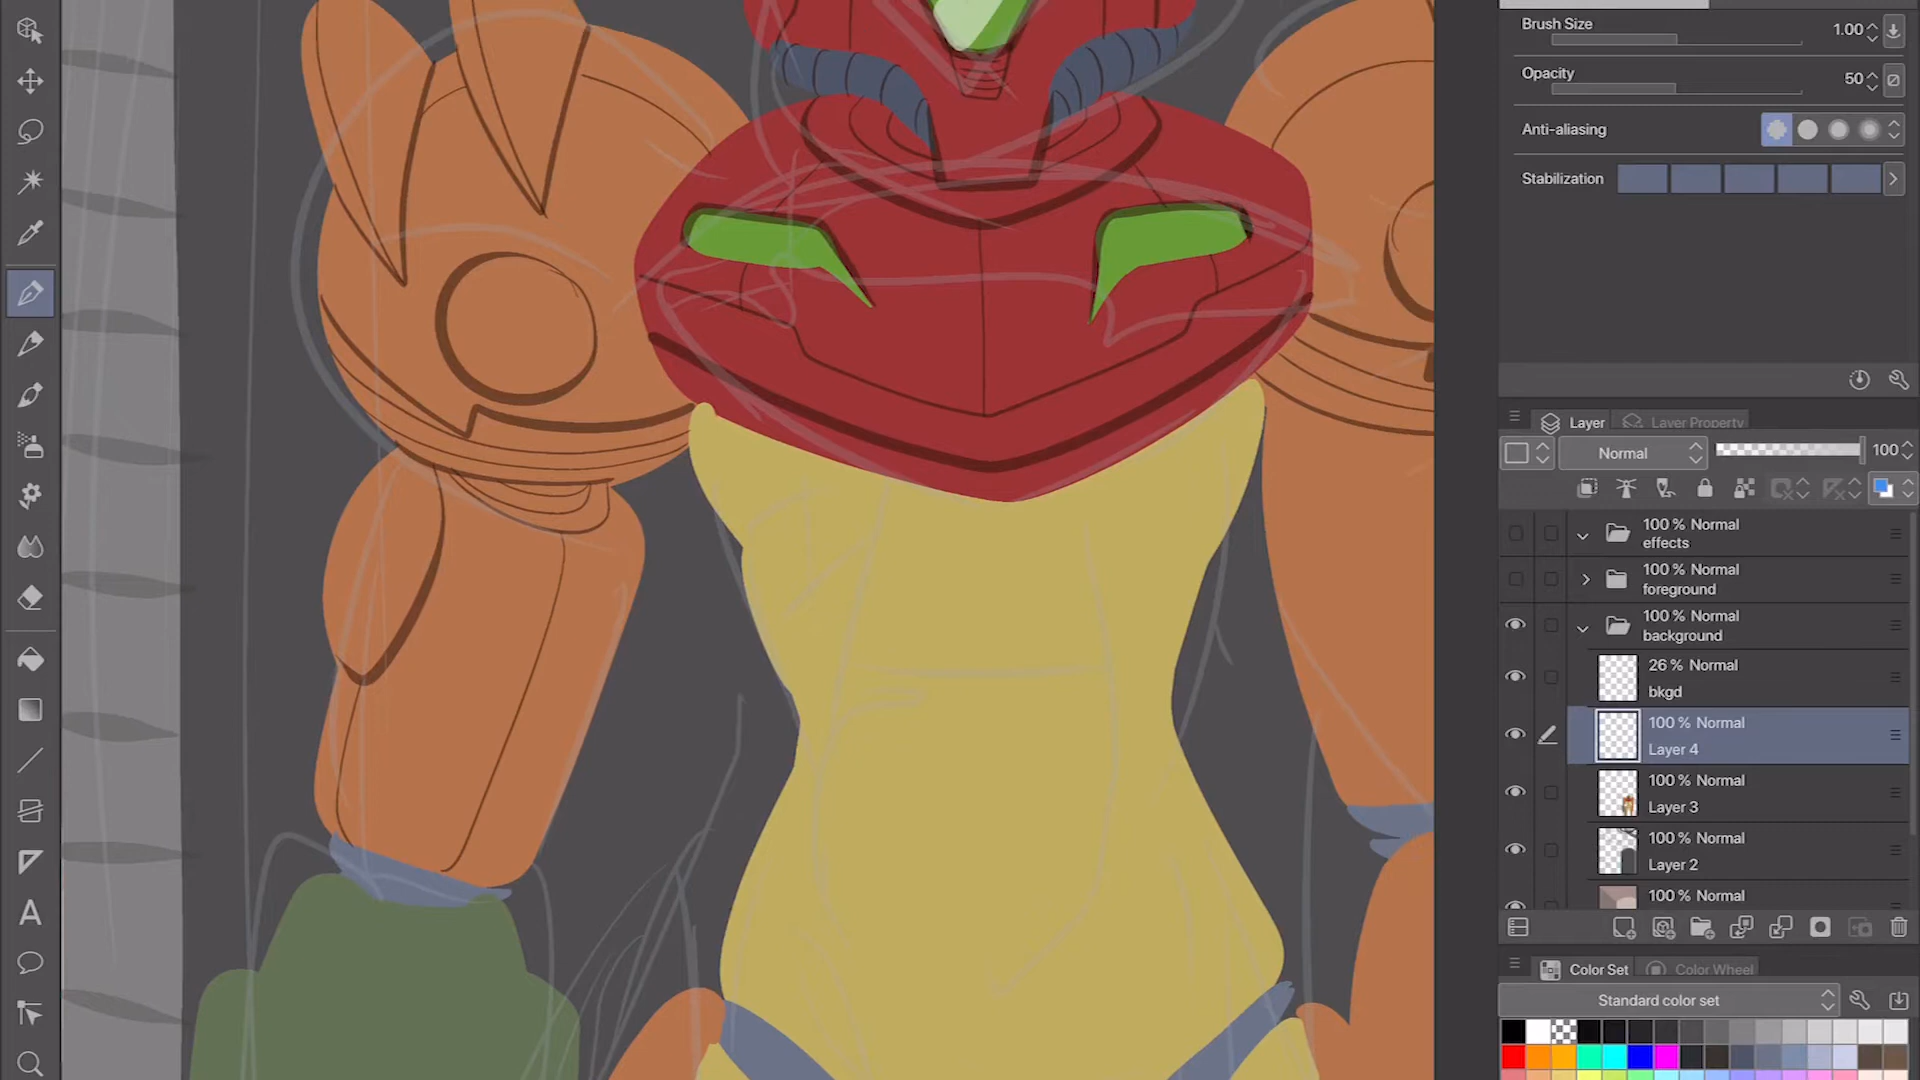 Brush Size 1.00
Opacity 50
Anti-aliasing
Stabilization
Layer Layer Property
Normal 100
100 % Normal
effects
100 % Normal
foreground
100 % Normal
background
26 % Normal
bkgd
100 % Normal
Layer 4
100 % Normal
Layer 3
100 % Normal
Layer 2
100 % Normal
Color Set Color Wheel
Standard color set